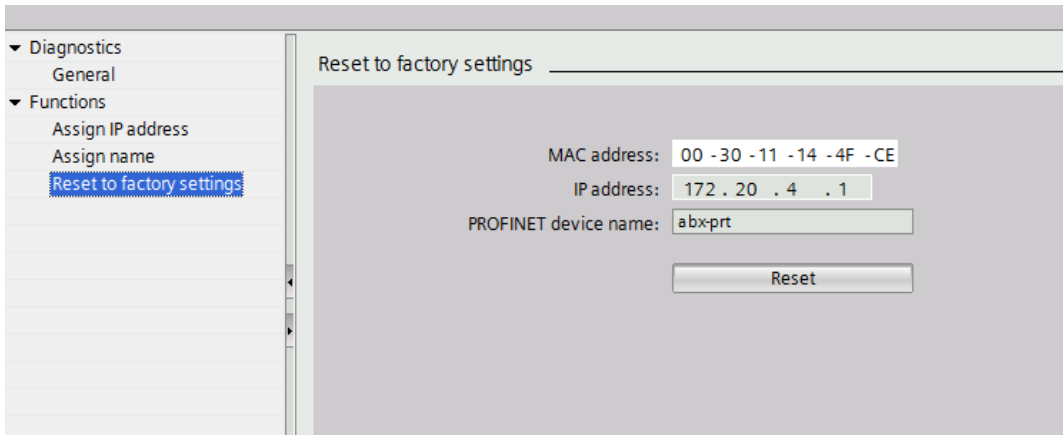 Diagnostics
General
Functions
Assign IP address
Assign name
Reset to factory settings
Reset to factory settings
MAC address: 00 -30 -11 -14 -4F -CE
IP address: 172 . 20 . 4 . 1
PROFINET device name: abx-prt
Reset